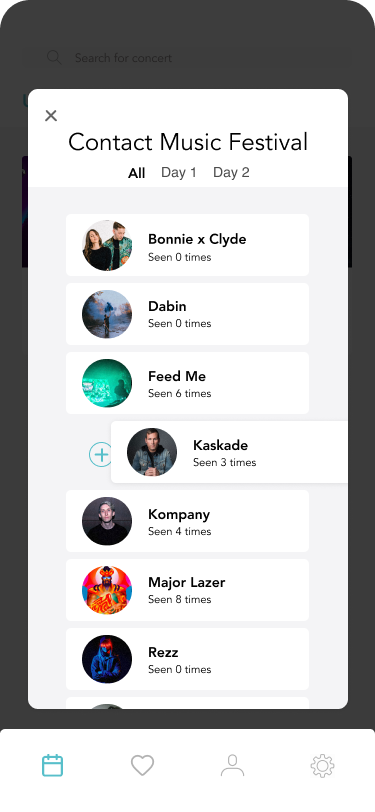 Search for concert
Contact Music Festival
All Day 1 Day 2
Bonnie x Clyde
Seen 0 times
Dabin
Seen 0 times
Feed Me
Seen 6 times
Kaskade
Seen 3 times
Kompany
Seen 4 times
Major Lazer
Seen 8 times
Rezz
Seen 0 times